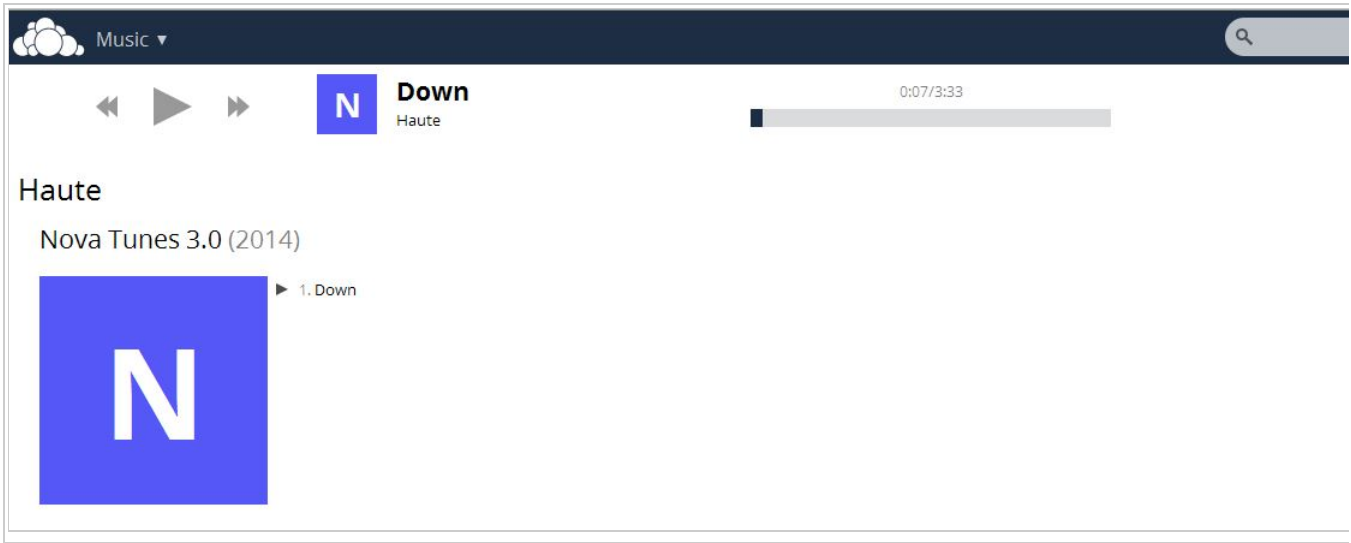 Music ▾
N
Down
Haute
0:07/3:33
Haute
Nova Tunes 3.0 (2014)
N
1. Down